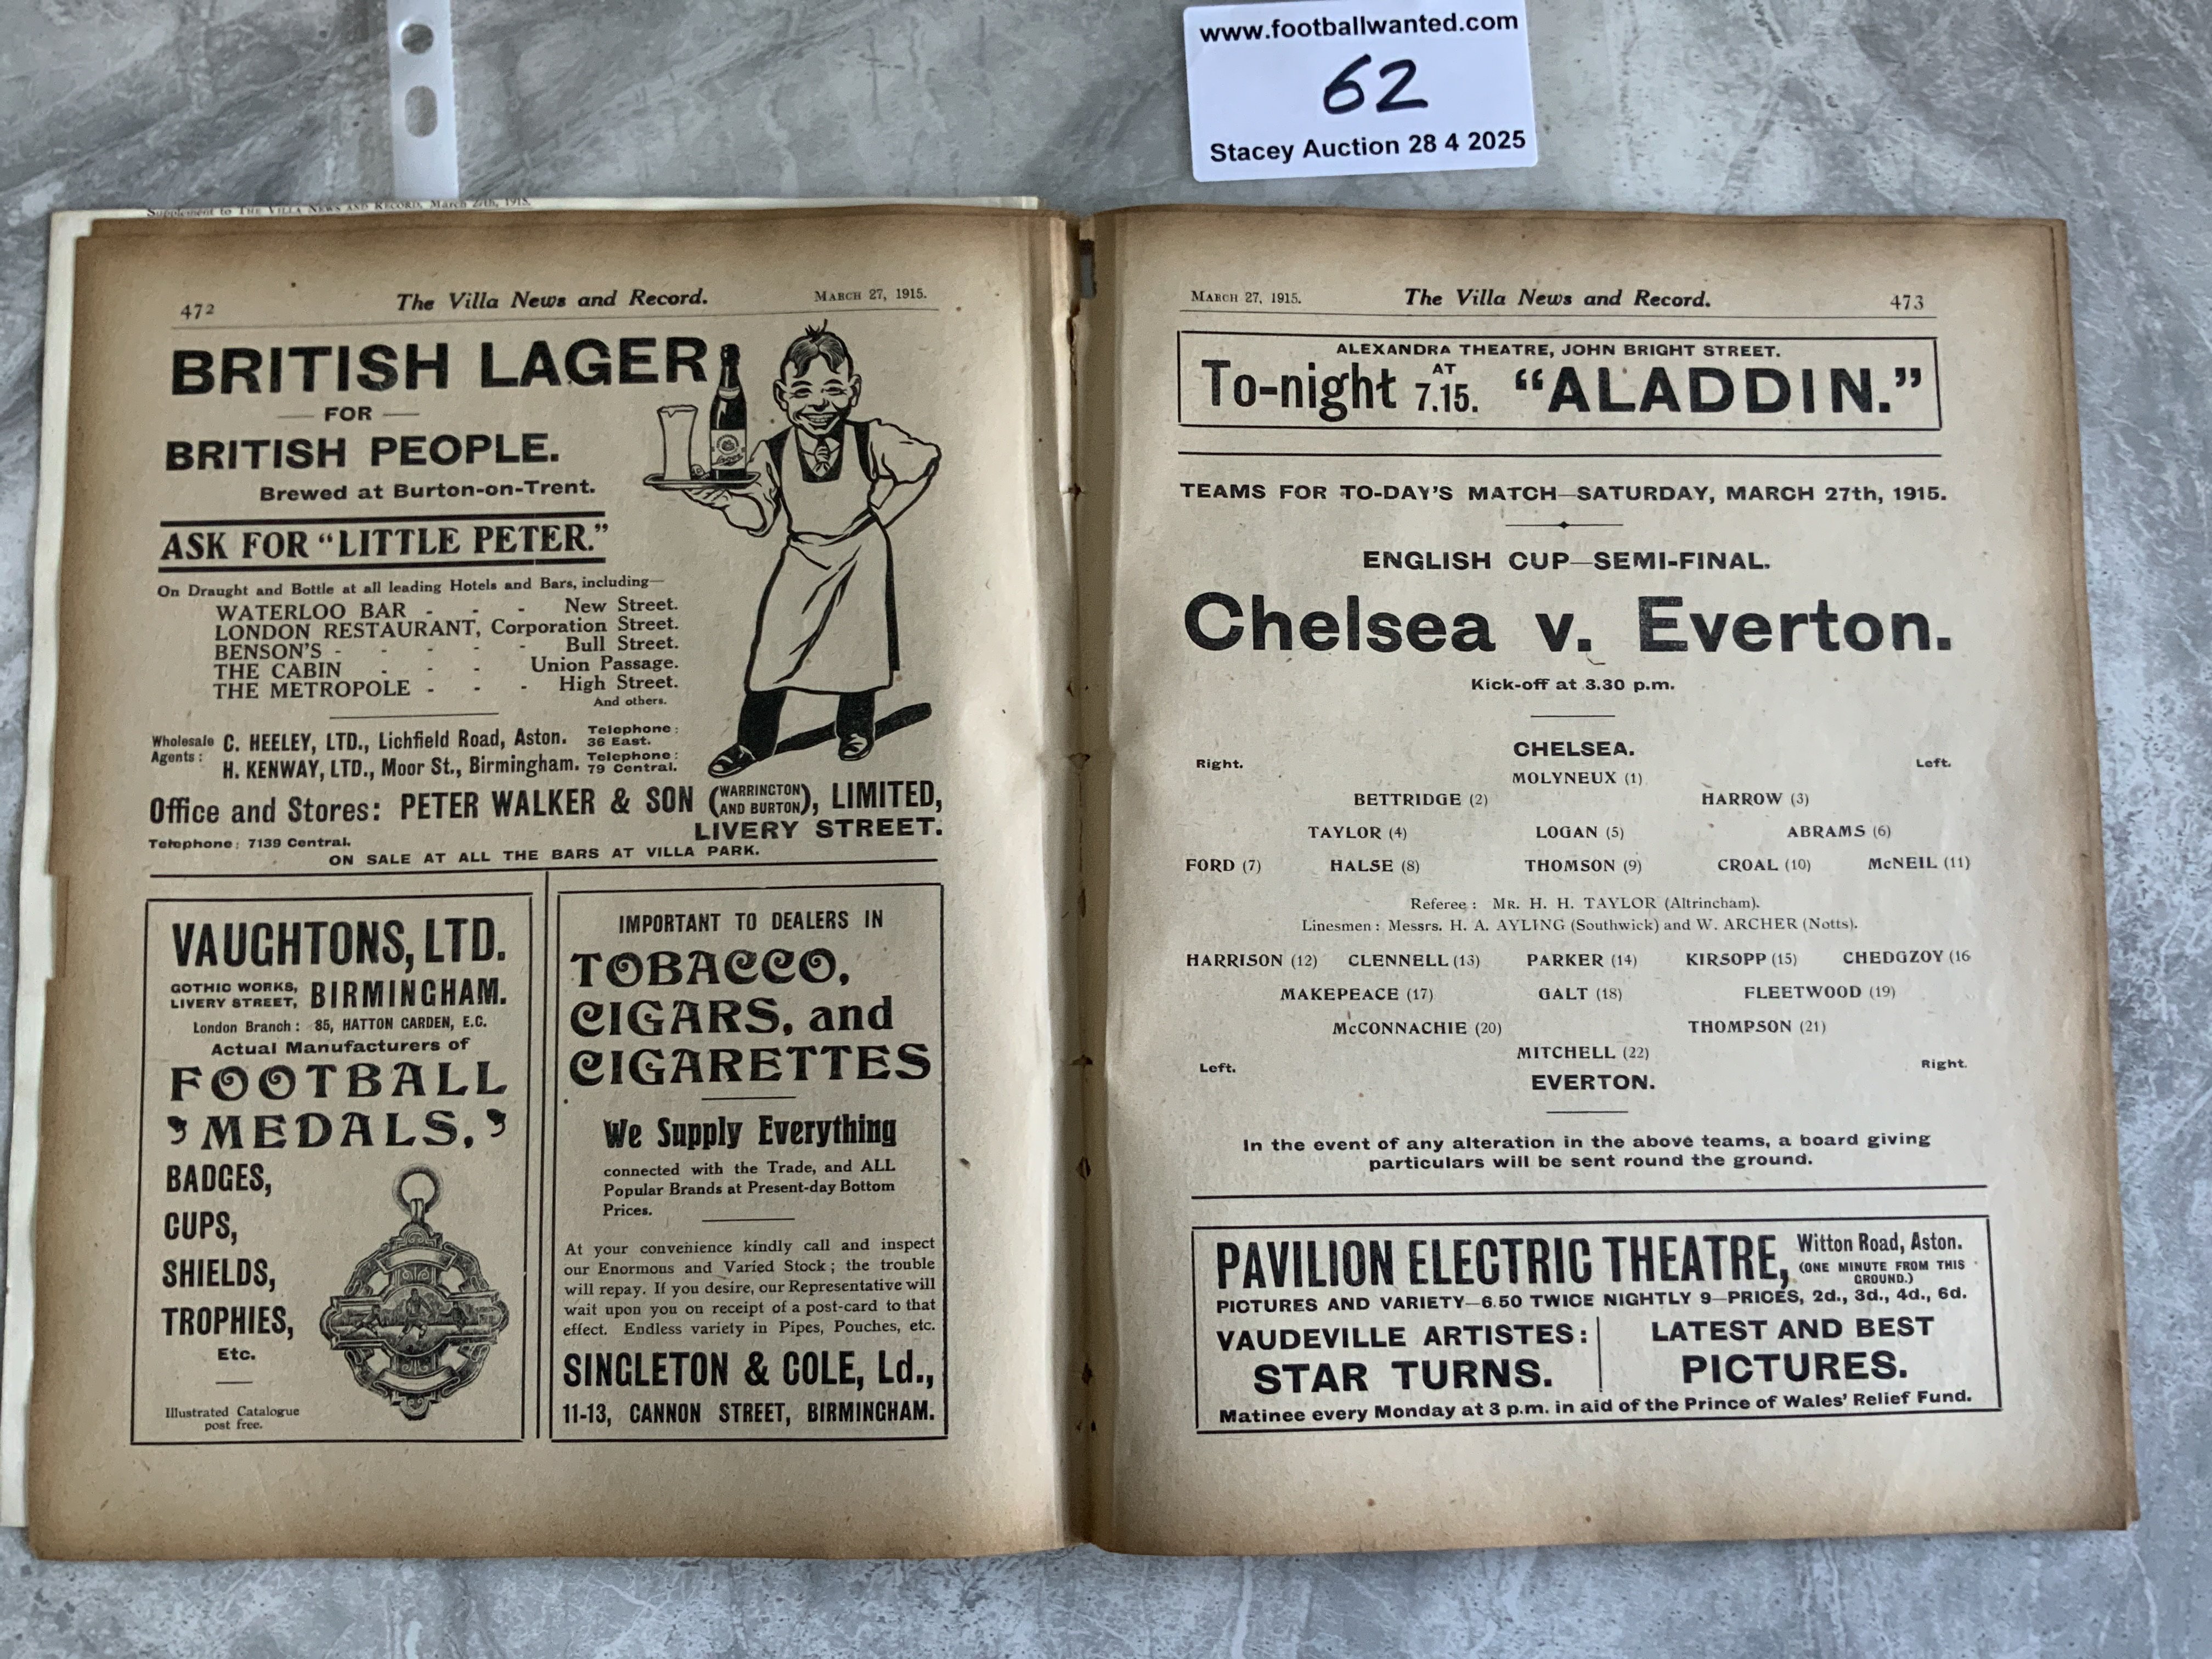 www.footballwanted.com
62
Stacey Auction 28 4 2025
Supplement to THE VILLA NEWS AND RECORD, March 27th, 1915.
472 The Villa News and Record. MARCH 27, 1915.
BRITISH LAGER
FOR
BRITISH PEOPLE.
Brewed at Burton-on-Trent.
ASK FOR "LITTLE PETER."
On Draught and Bottle at all leading Hotels and Bars, including—
WATERLOO BAR - - - New Street.
LONDON RESTAURANT, Corporation Street.
BENSON'S - - - - - Bull Street.
THE CABIN - - - Union Passage.
THE METROPOLE - - - High Street.
And others.
Wholesale Agents: C. HEELEY, LTD., Lichfield Road, Aston. Telephone: 36 East.
H. KENWAY, LTD., Moor St., Birmingham. Telephone: 79 Central.
Office and Stores: PETER WALKER & SON (WARRINGTON AND BURTON), LIMITED,
LIVERY STREET.
Telephone: 7139 Central.
ON SALE AT ALL THE BARS AT VILLA PARK.
VAUGHTONS, LTD.
GOTHIC WORKS, LIVERY STREET, BIRMINGHAM.
London Branch: 85, HATTON GARDEN, E.C.
Actual Manufacturers of
FOOTBALL
MEDALS,
BADGES,
CUPS,
SHIELDS,
TROPHIES,
Etc.
Illustrated Catalogue
post free.
IMPORTANT TO DEALERS IN
TOBACCO,
CIGARS, and
CIGARETTES
We Supply Everything
connected with the Trade, and ALL
Popular Brands at Present-day Bottom
Prices.
At your convenience kindly call and inspect
our Enormous and Varied Stock; the trouble
will repay. If you desire, our Representative will
wait upon you on receipt of a post-card to that
effect. Endless variety in Pipes, Pouches, etc.
SINGLETON & COLE, Ld.,
11-13, CANNON STREET, BIRMINGHAM.
MARCH 27, 1915. The Villa News and Record. 473
ALEXANDRA THEATRE, JOHN BRIGHT STREET.
To-night AT 7.15. "ALADDIN."
TEAMS FOR TO-DAY'S MATCH—SATURDAY, MARCH 27th, 1915.
ENGLISH CUP—SEMI-FINAL.
Chelsea v. Everton.
Kick-off at 3.30 p.m.
CHELSEA.
Right. Left.
MOLYNEUX (1)
BETTRIDGE (2) HARROW (3)
TAYLOR (4) LOGAN (5) ABRAMS (6)
FORD (7) HALSE (8) THOMSON (9) CROAL (10) McNEIL (11)
Referee: MR. H. H. TAYLOR (Altrincham).
Linesmen: Messrs. H. A. AYLING (Southwick) and W. ARCHER (Notts).
HARRISON (12) CLENNELL (13) PARKER (14) KIRSOPP (15) CHEDGZOY (16
MAKEPEACE (17) GALT (18) FLEETWOOD (19)
McCONNACHIE (20) THOMPSON (21)
MITCHELL (22)
Left. Right.
EVERTON.
In the event of any alteration in the above teams, a board giving
particulars will be sent round the ground.
PAVILION ELECTRIC THEATRE, Witton Road, Aston.
(ONE MINUTE FROM THIS GROUND.)
PICTURES AND VARIETY—6.50 TWICE NIGHTLY 9—PRICES, 2d., 3d., 4d., 6d.
VAUDEVILLE ARTISTES:
STAR TURNS.
LATEST AND BEST
PICTURES.
Matinee every Monday at 3 p.m. in aid of the Prince of Wales' Relief Fund.